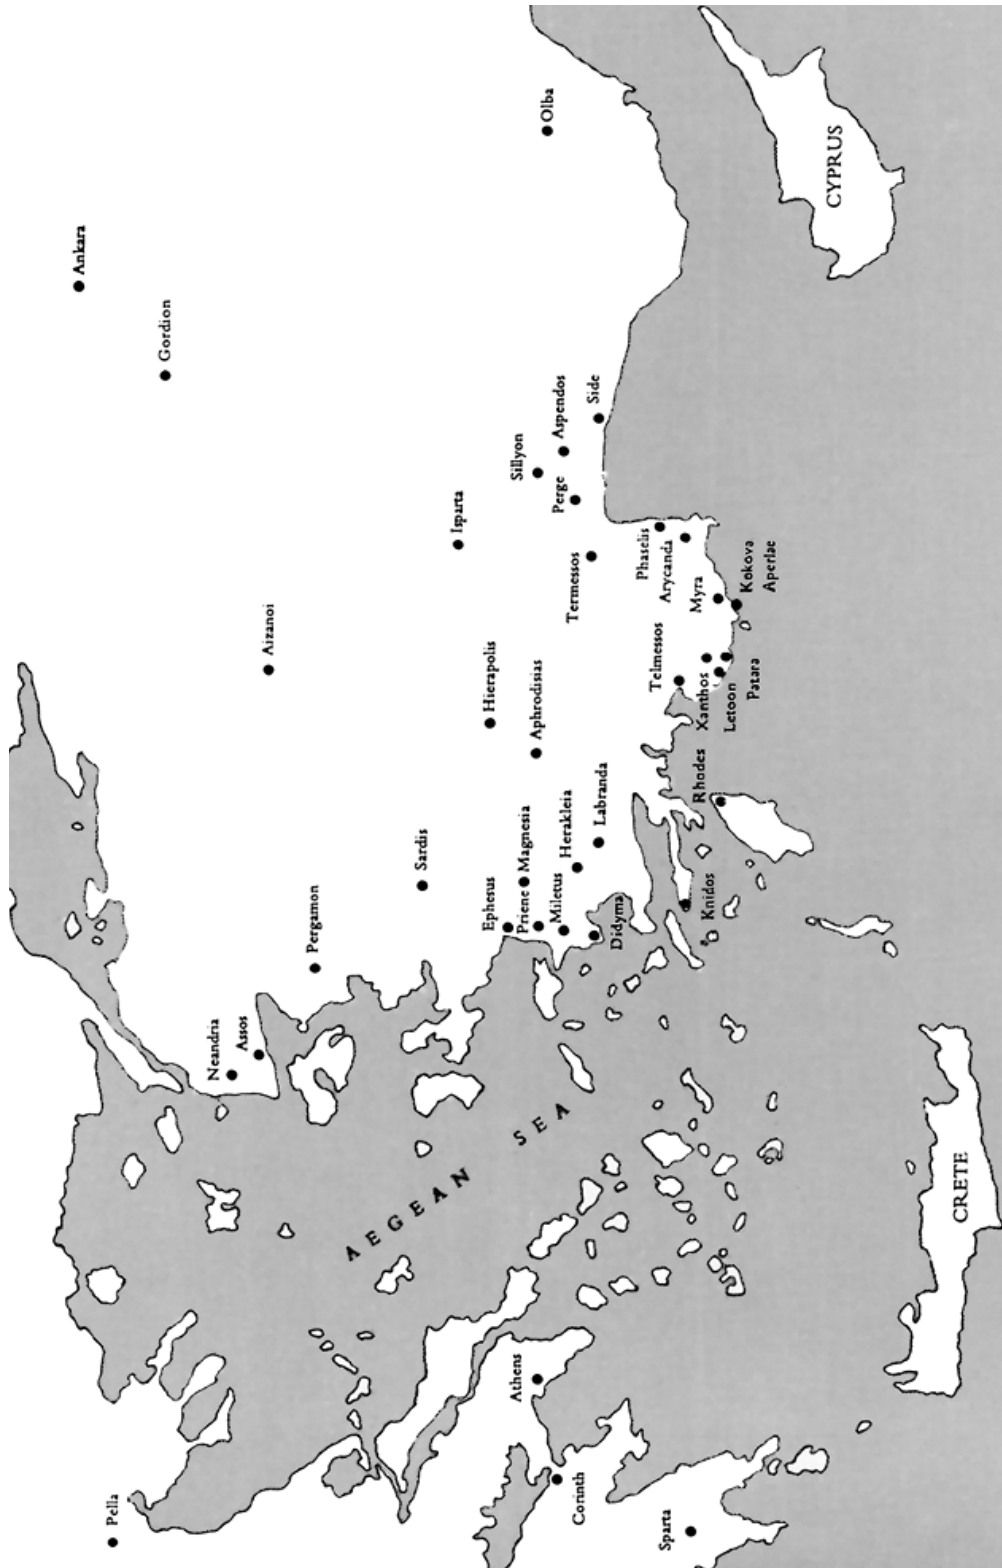 Pella
Neandria
Assos
Pergamon
Aizanoi
Gordion
Ankara
Sardis
Isparta
Hierapolis
Aphrodisias
Ephesus
Priene
Magnesia
Miletus
Herakleia
Didyma
Labranda
Sillyon
Perge
Aspendos
Side
Olba
Termessos
Phaselis
Arycanda
Myra
Kokova
Aperlae
Telmessos
Xanthos
Letoon
Patara
Rhodes
Knidos
AEGEAN SEA
Athens
Corinth
Sparta
CRETE
CYPRUS